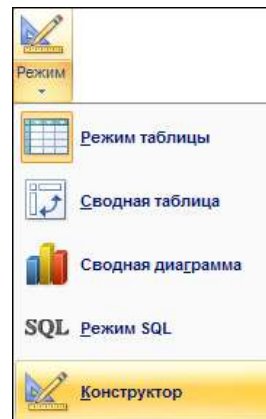 Режим
Режим таблицы
Сводная таблица
Сводная диаграмма
SQL Режим SQL
Конструктор